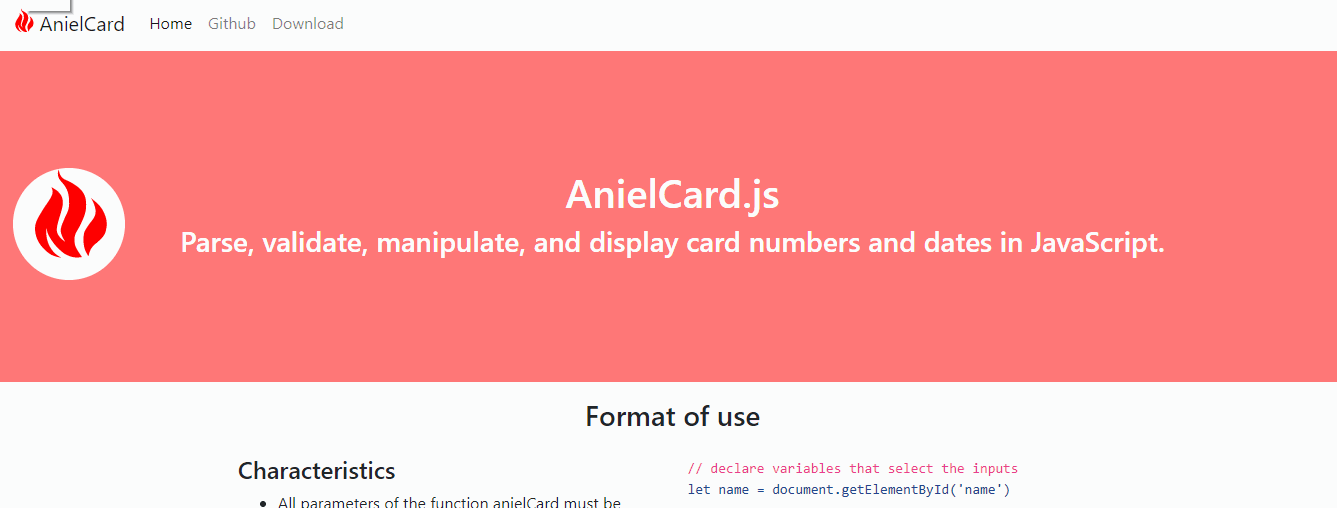 AnielCard Home Github Download
AnielCard.js
Parse, validate, manipulate, and display card numbers and dates in JavaScript.
Format of use
Characteristics
• All parameters of the function anielCard must be
// declare variables that select the inputs
let name = document.getElementById('name')